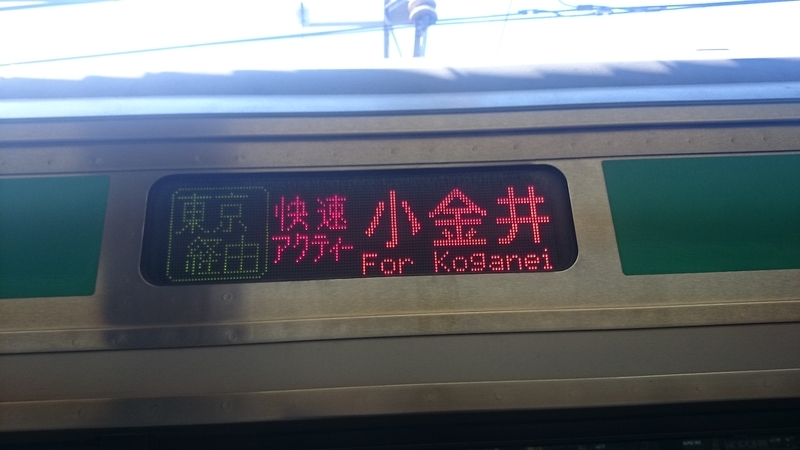 東京
経由
快速
アクティー
小金井
For Koganei